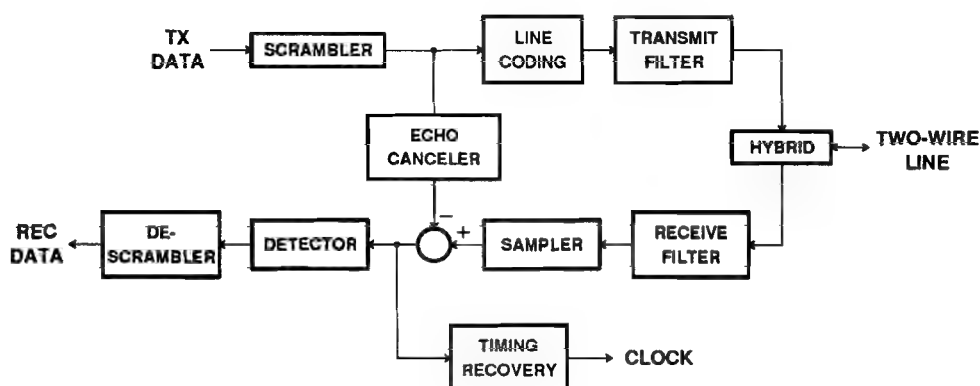 TX
DATA
SCRAMBLER
LINE
CODING
TRANSMIT
FILTER
ECHO
CANCELER
HYBRID
TWO-WIRE
LINE
REC
DATA
DE-
SCRAMBLER
DETECTOR
−
+
SAMPLER
RECEIVE
FILTER
TIMING
RECOVERY
CLOCK